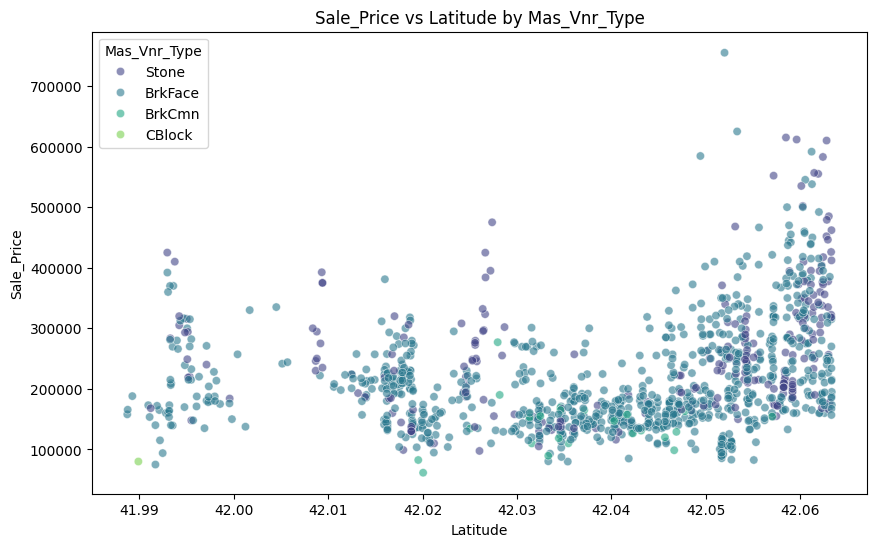 Sale_Price vs Latitude by Mas_Vnr_Type
Mas_Vnr_Type
Stone
BrkFace
BrkCmn
CBlock
Sale_Price
700000
600000
500000
400000
300000
200000
100000
41.99
42.00
42.01
42.02
42.03
42.04
42.05
42.06
Latitude